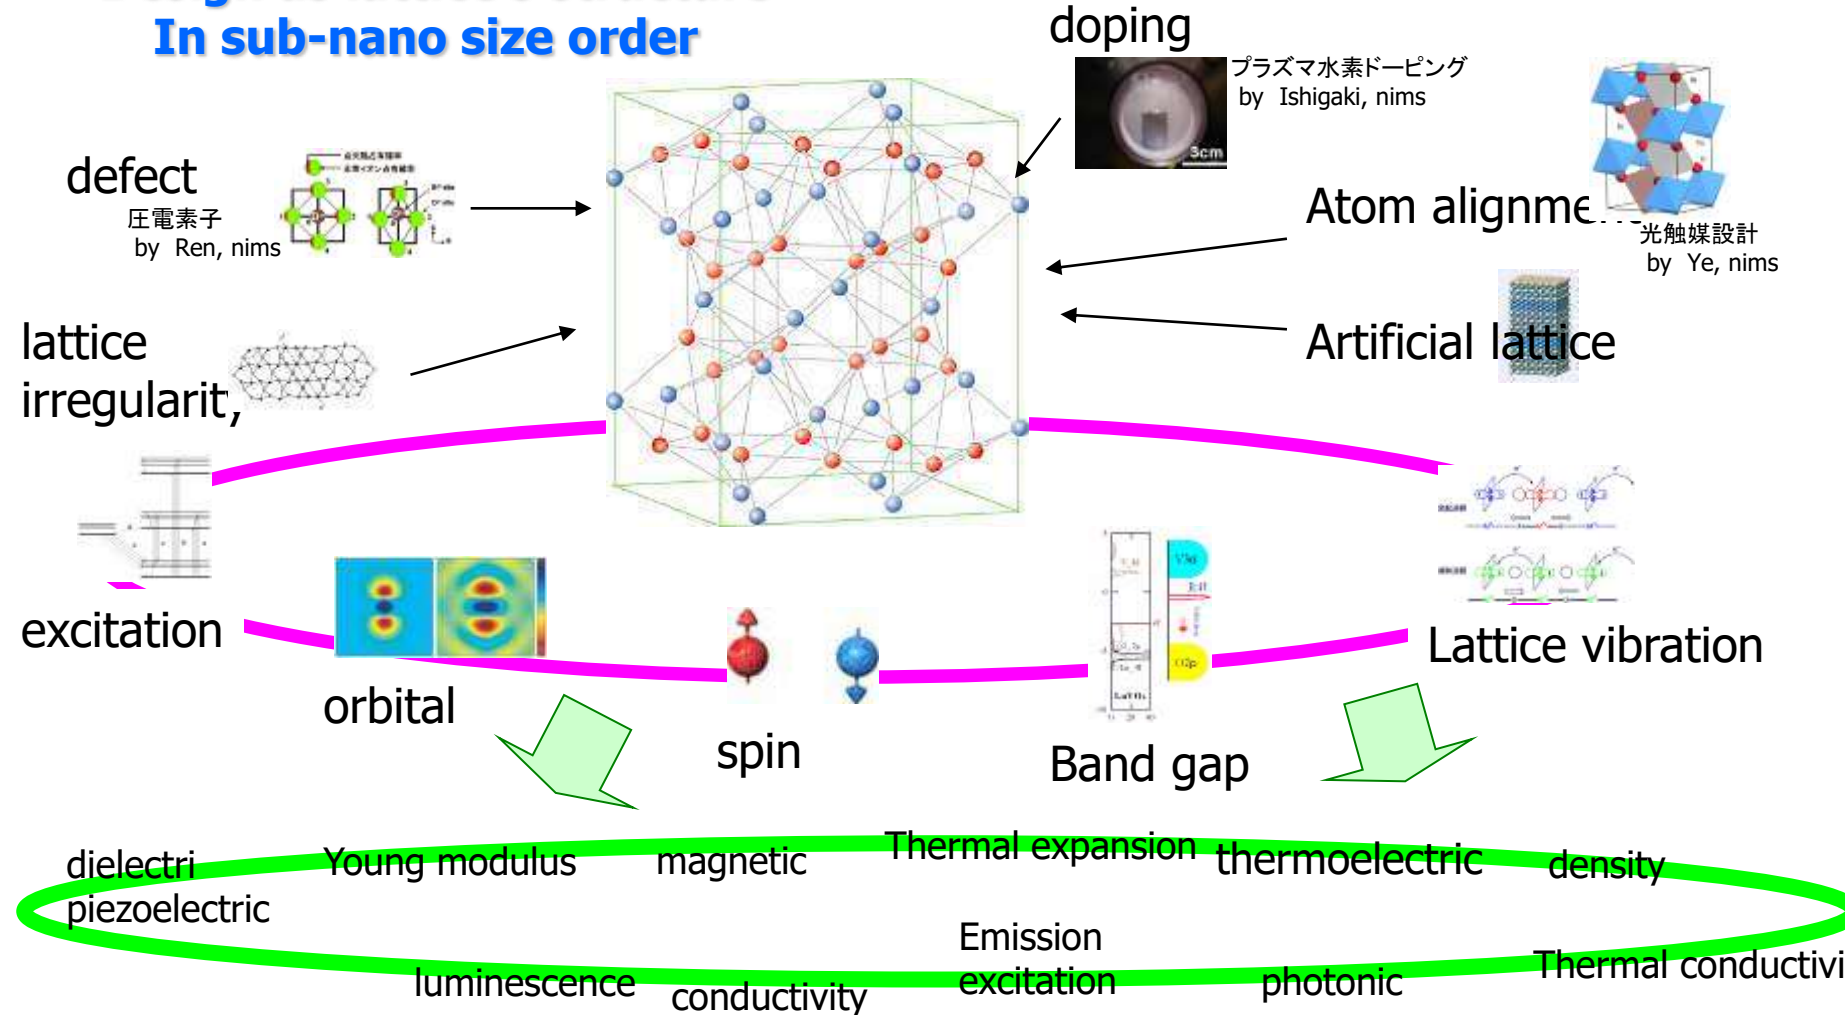 In sub-nano size order
doping
プラズマ水素ドーピング
by Ishigaki, nims
3cm
defect
圧電素子
by Ren, nims
Atom alignme
光触媒設計
by Ye, nims
lattice
irregularity
Artificial lattice
excitation
orbital
spin
Band gap
Lattice vibration
dielectri
piezoelectric
Young modulus
magnetic
Thermal expansion
thermoelectric
density
luminescence
conductivity
Emission
excitation
photonic
Thermal conductivi